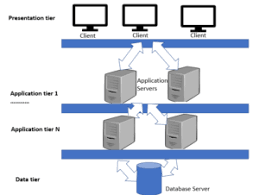 Presentation tier
Client
Client
Client
Application tier 1
Application
Servers
Application tier N
Data tier
Database Server